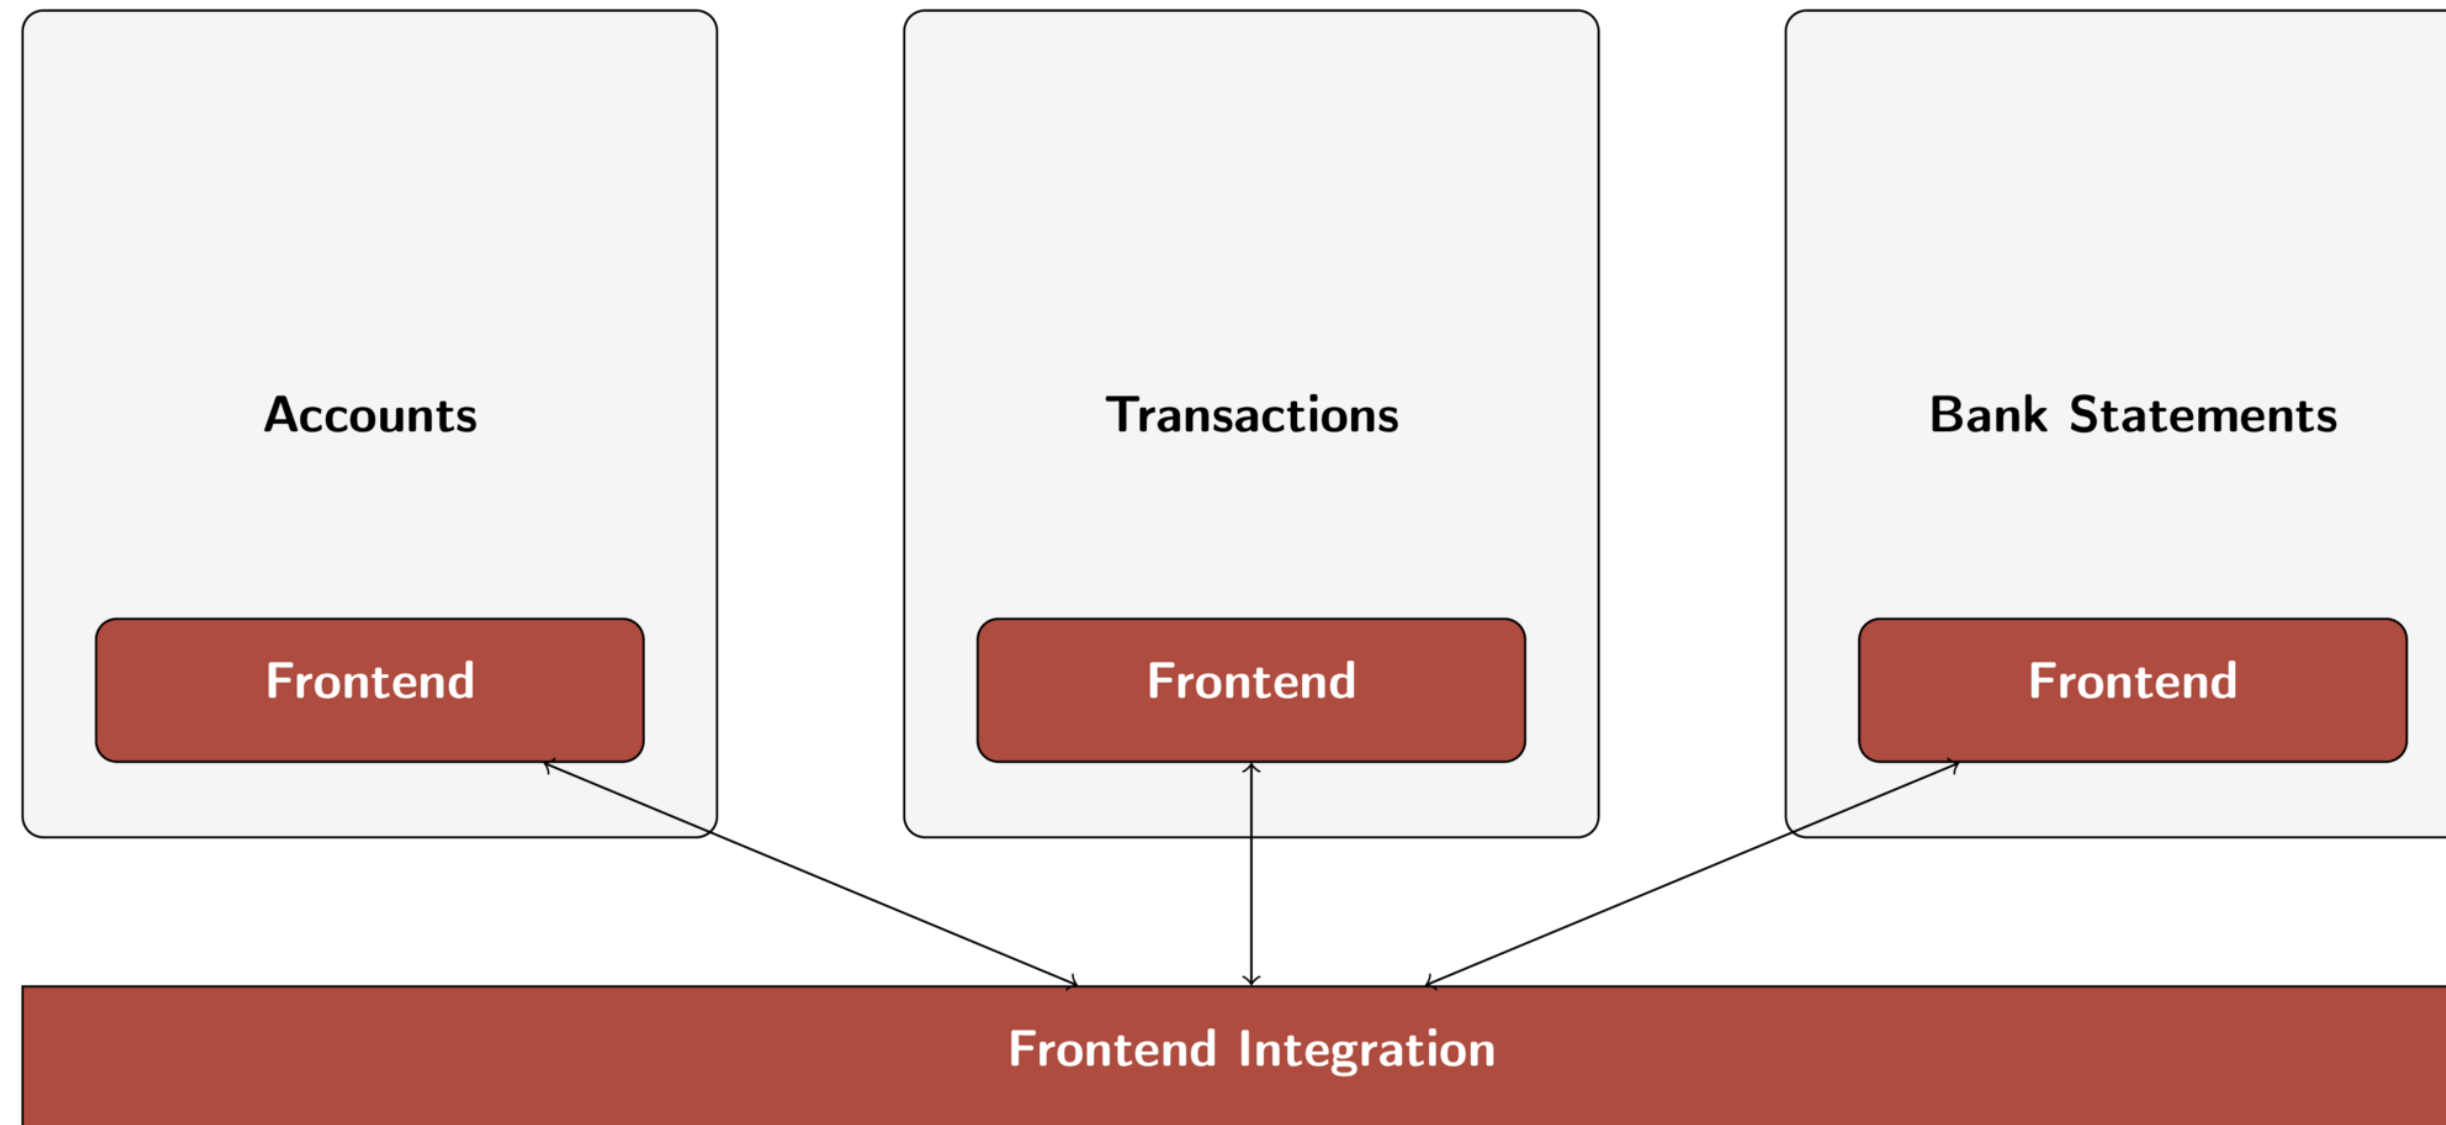 Accounts
Transactions
Bank Statements
Frontend
Frontend
Frontend
Frontend Integration